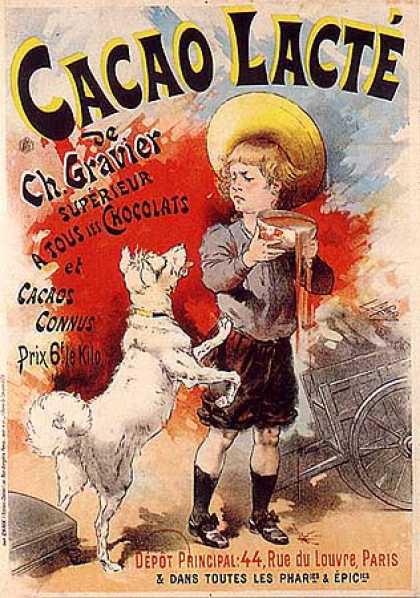 CACAO LACTÉ
de
Ch. Gravier
SUPÉRIEUR
A TOUS les CHOCOLATS
et
CACAOS
CONNUS
Prix 6f le Kilo
DÉPÔT PRINCIPAL: 44, Rue du Louvre, PARIS
& DANS TOUTES LES PHARIES & ÉPICIES